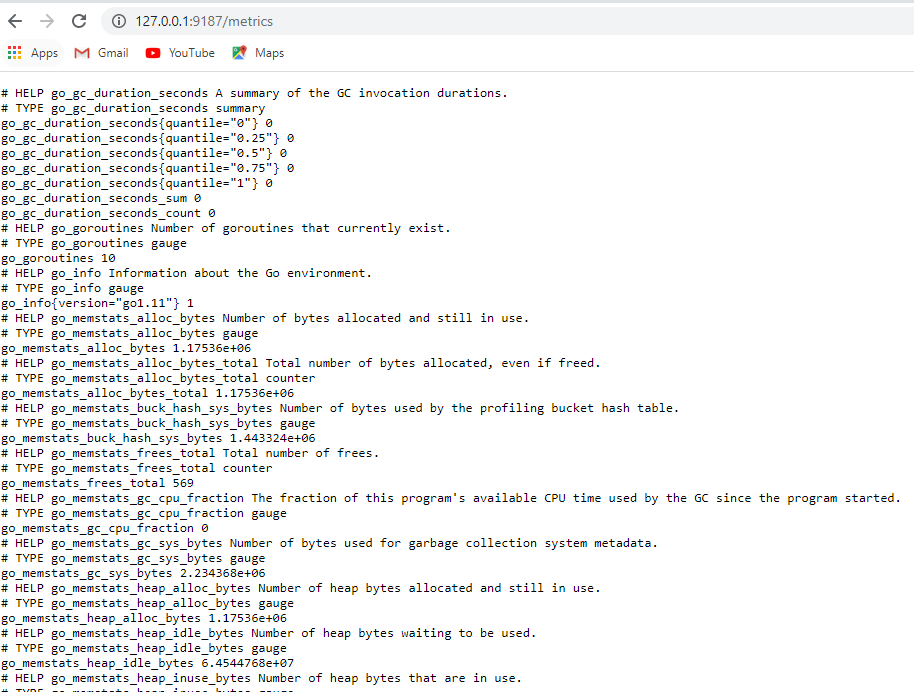 127.0.0.1:9187/metrics
Apps Gmail YouTube Maps
# HELP go_gc_duration_seconds A summary of the GC invocation durations.
# TYPE go_gc_duration_seconds summary
go_gc_duration_seconds{quantile="0"} 0
go_gc_duration_seconds{quantile="0.25"} 0
go_gc_duration_seconds{quantile="0.5"} 0
go_gc_duration_seconds{quantile="0.75"} 0
go_gc_duration_seconds{quantile="1"} 0
go_gc_duration_seconds_sum 0
go_gc_duration_seconds_count 0
# HELP go_goroutines Number of goroutines that currently exist.
# TYPE go_goroutines gauge
go_goroutines 10
# HELP go_info Information about the Go environment.
# TYPE go_info gauge
go_info{version="go1.11"} 1
# HELP go_memstats_alloc_bytes Number of bytes allocated and still in use.
# TYPE go_memstats_alloc_bytes gauge
go_memstats_alloc_bytes 1.17536e+06
# HELP go_memstats_alloc_bytes_total Total number of bytes allocated, even if freed.
# TYPE go_memstats_alloc_bytes_total counter
go_memstats_alloc_bytes_total 1.17536e+06
# HELP go_memstats_buck_hash_sys_bytes Number of bytes used by the profiling bucket hash table.
# TYPE go_memstats_buck_hash_sys_bytes gauge
go_memstats_buck_hash_sys_bytes 1.443324e+06
# HELP go_memstats_frees_total Total number of frees.
# TYPE go_memstats_frees_total counter
go_memstats_frees_total 569
# HELP go_memstats_gc_cpu_fraction The fraction of this program's available CPU time used by the GC since the program started.
# TYPE go_memstats_gc_cpu_fraction gauge
go_memstats_gc_cpu_fraction 0
# HELP go_memstats_gc_sys_bytes Number of bytes used for garbage collection system metadata.
# TYPE go_memstats_gc_sys_bytes gauge
go_memstats_gc_sys_bytes 2.234368e+06
# HELP go_memstats_heap_alloc_bytes Number of heap bytes allocated and still in use.
# TYPE go_memstats_heap_alloc_bytes gauge
go_memstats_heap_alloc_bytes 1.17536e+06
# HELP go_memstats_heap_idle_bytes Number of heap bytes waiting to be used.
# TYPE go_memstats_heap_idle_bytes gauge
go_memstats_heap_idle_bytes 6.4544768e+07
# HELP go_memstats_heap_inuse_bytes Number of heap bytes that are in use.
# TYPE go_memstats_heap_inuse_bytes gauge